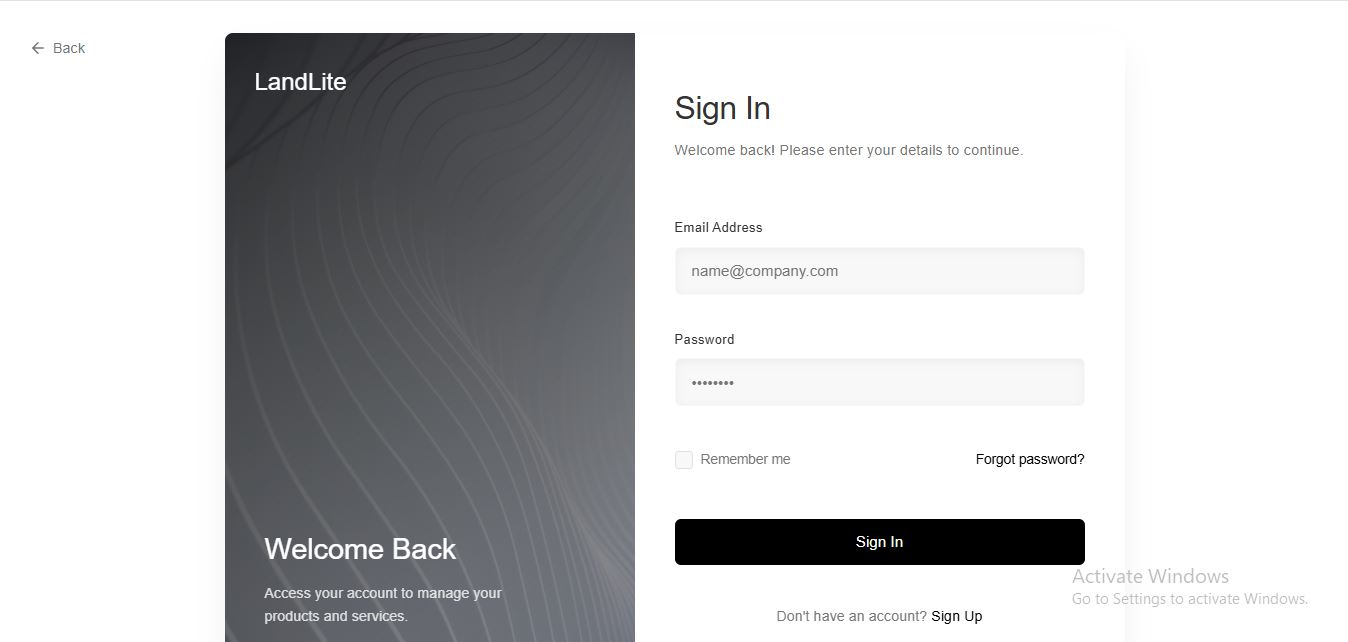 Back
LandLite
Welcome Back
Access your account to manage your
products and services.
Sign In
Welcome back! Please enter your details to continue.
Email Address
name@company.com
Password
••••••••
Remember me
Forgot password?
Sign In
Don't have an account? Sign Up
Activate Windows
Go to Settings to activate Windows.